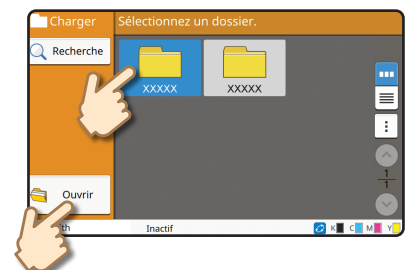 Charger
Sélectionnez un dossier.
Recherche
XXXXX
XXXXX
1
1
Ouvrir
Inactif
K C M Y